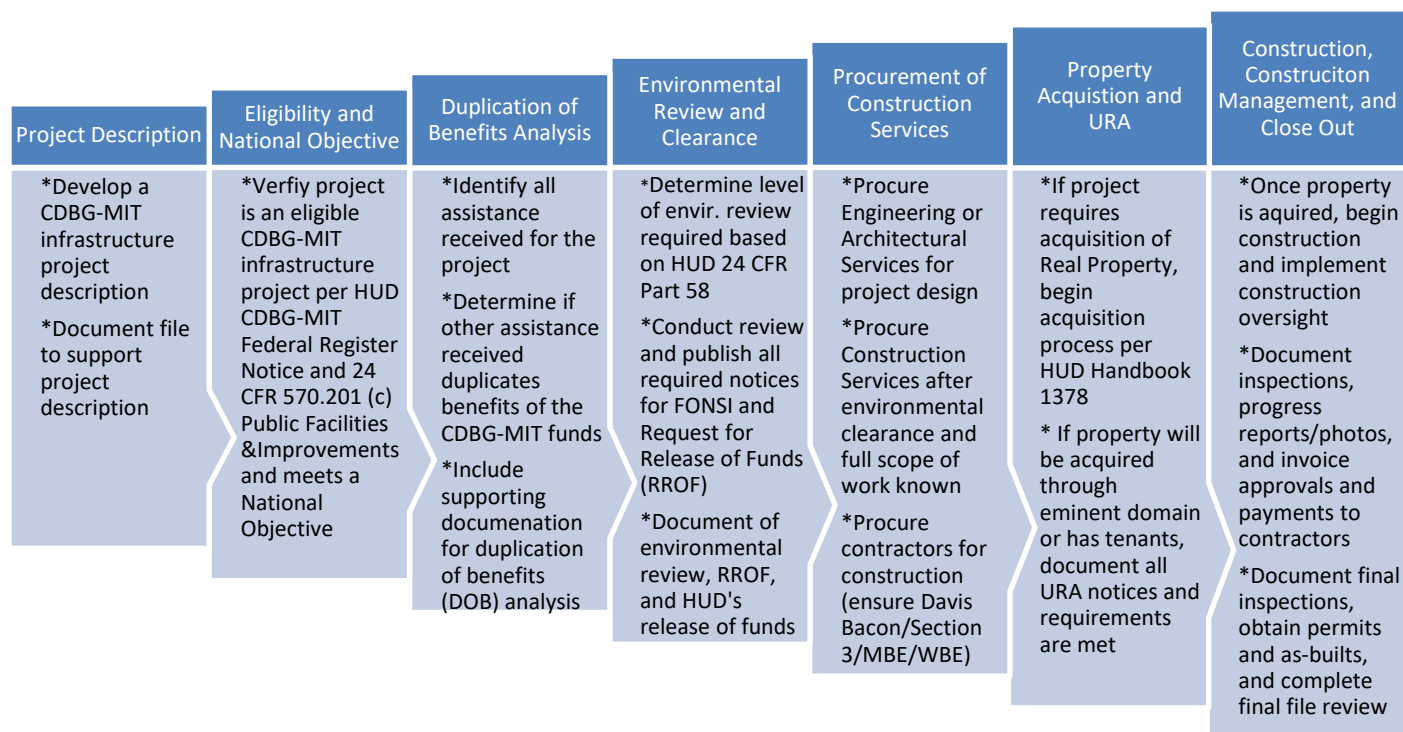 Project Description
*Develop a
CDBG-MIT
infrastructure
project
description
*Document file
to support
project
description
Eligibility and
National Objective
*Verfiy project
is an eligible
CDBG-MIT
infrastructure
project per HUD
CDBG-MIT
Federal Register
Notice and 24
CFR 570.201 (c)
Public Facilities
&Improvements
and meets a
National
Objective
Duplication of
Benefits Analysis
*Identify all
assistance
received for the
project
*Determine if
other assistance
received
duplicates
benefits of the
CDBG-MIT funds
*Include
supporting
documenation
for duplication
of benefits
(DOB) analysis
Environmental
Review and
Clearance
*Determine level
of envir. review
required based
on HUD 24 CFR
Part 58
*Conduct review
and publish all
required notices
for FONSI and
Request for
Release of Funds
(RROF)
*Document of
environmental
review, RROF,
and HUD's
release of funds
Procurement of
Construction
Services
*Procure
Engineering or
Architectural
Services for
project design
*Procure
Construction
Services after
environmental
clearance and
full scope of
work known
*Procure
contractors for
construction
(ensure Davis
Bacon/Section
3/MBE/WBE)
Property
Acquistion and
URA
*If project
requires
acquisition of
Real Property,
begin
acquisition
process per
HUD Handbook
1378
* If property will
be acquired
through
eminent domain
or has tenants,
document all
URA notices and
requirements
are met
Construction,
Construciton
Management, and
Close Out
*Once property
is aquired, begin
construction
and implement
construction
oversight
*Document
inspections,
progress
reports/photos,
and invoice
approvals and
payments to
contractors
*Document final
inspections,
obtain permits
and as-builts,
and complete
final file review